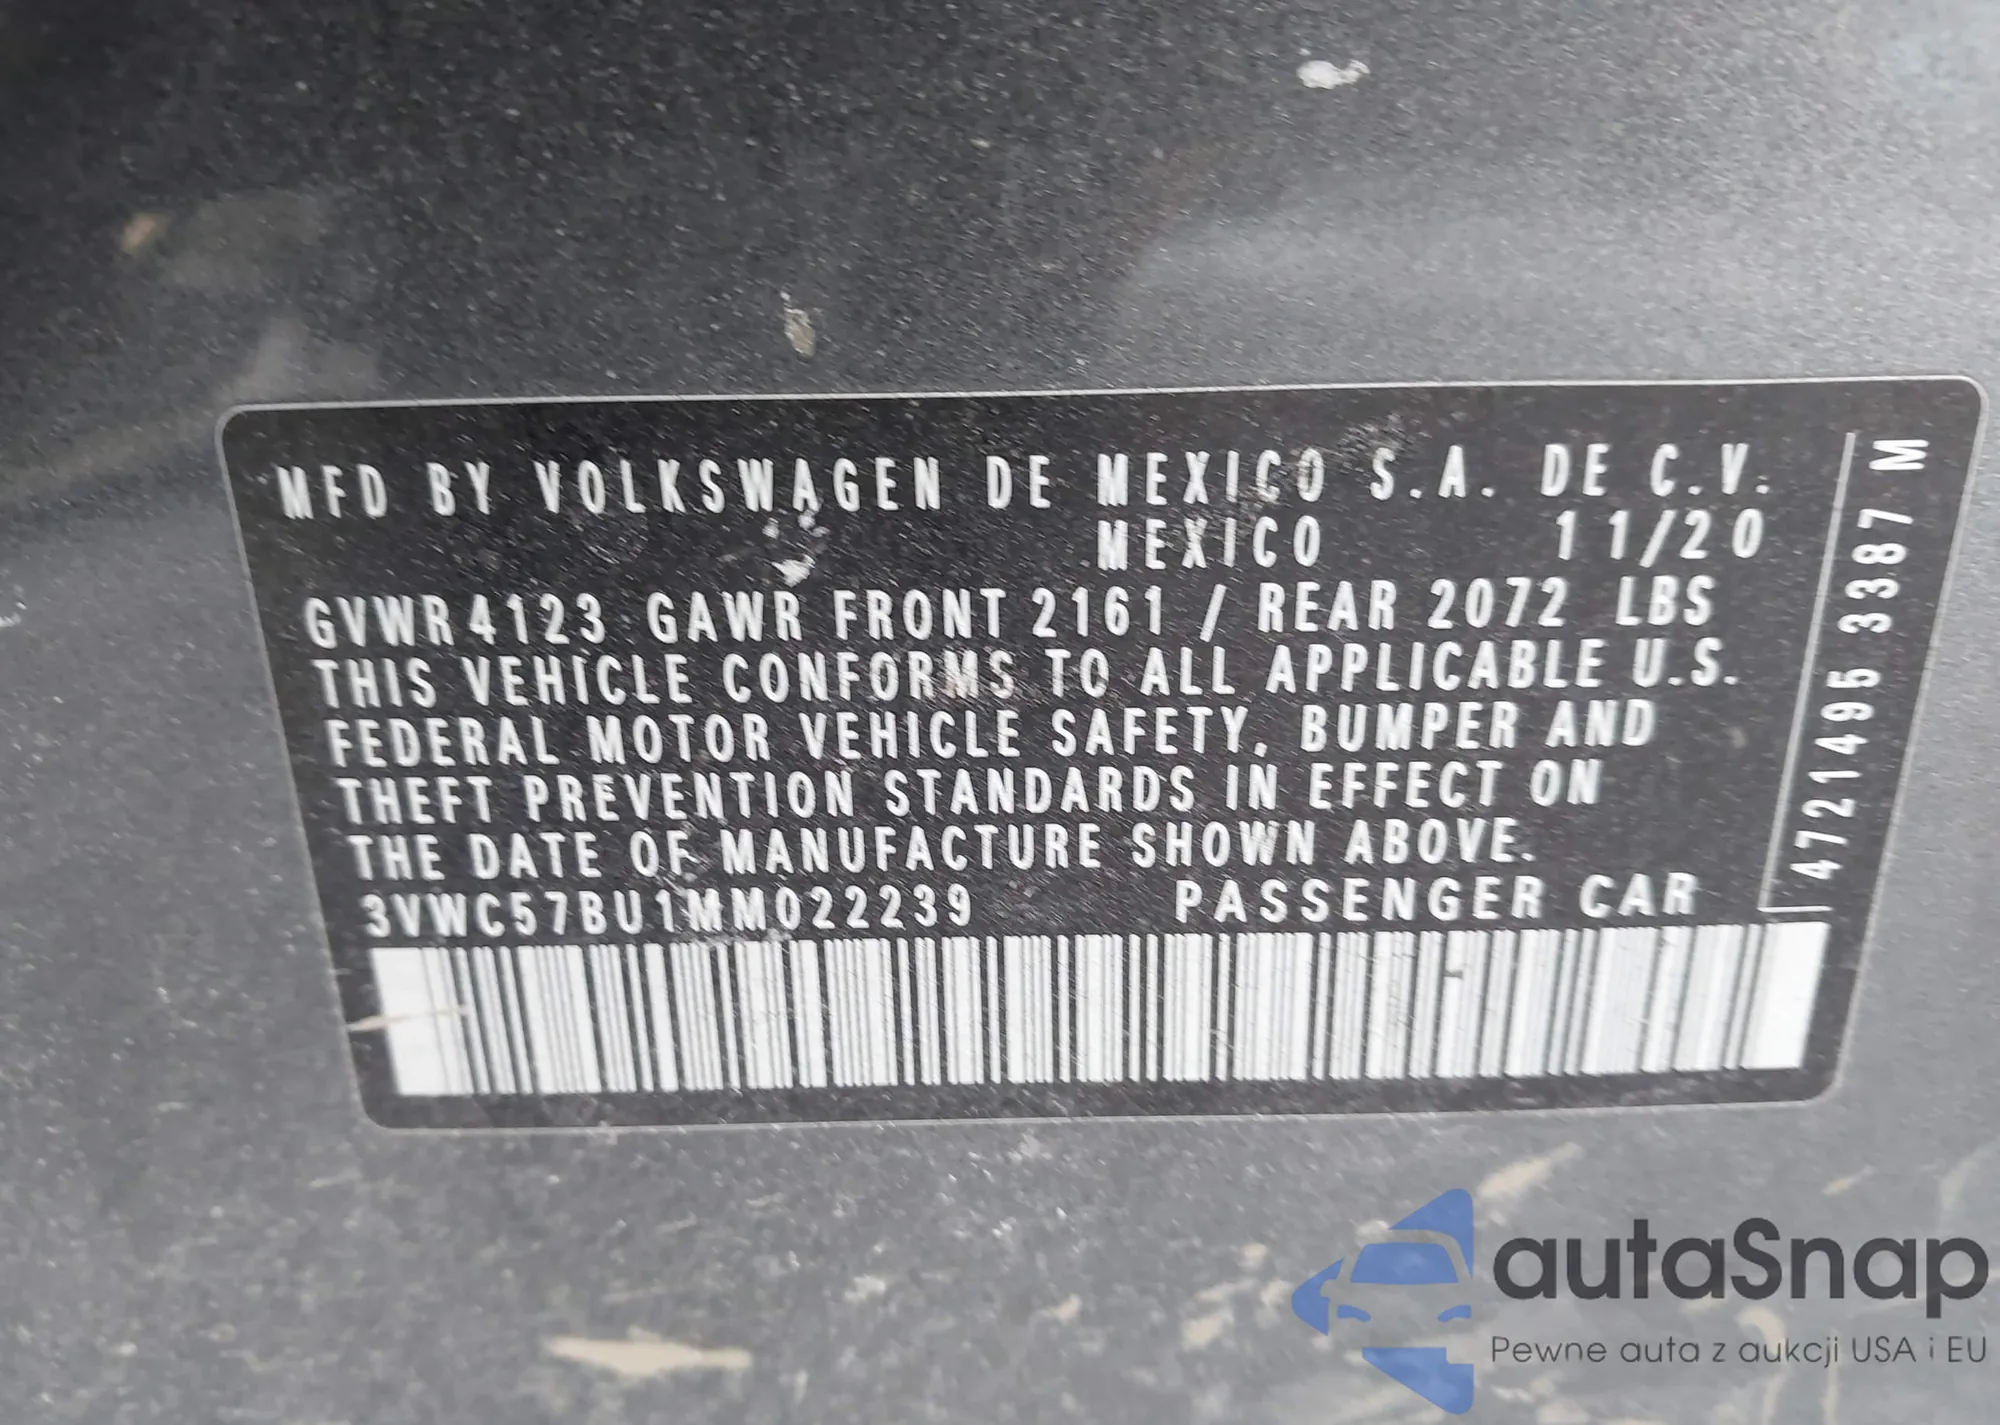 MFD BY VOLKSWAGEN DE MEXICO S.A. DE C.V.
MEXICO 11/20
GVWR 4123 GAWR FRONT 2161 / REAR 2072 LBS
THIS VEHICLE CONFORMS TO ALL APPLICABLE U.S.
FEDERAL MOTOR VEHICLE SAFETY, BUMPER AND
THEFT PREVENTION STANDARDS IN EFFECT ON
THE DATE OF MANUFACTURE SHOWN ABOVE.
3VWC57BU1MM022239 PASSENGER CAR
4721495 3387 M
autaSnap
Pewne auta z aukcji USA i EU